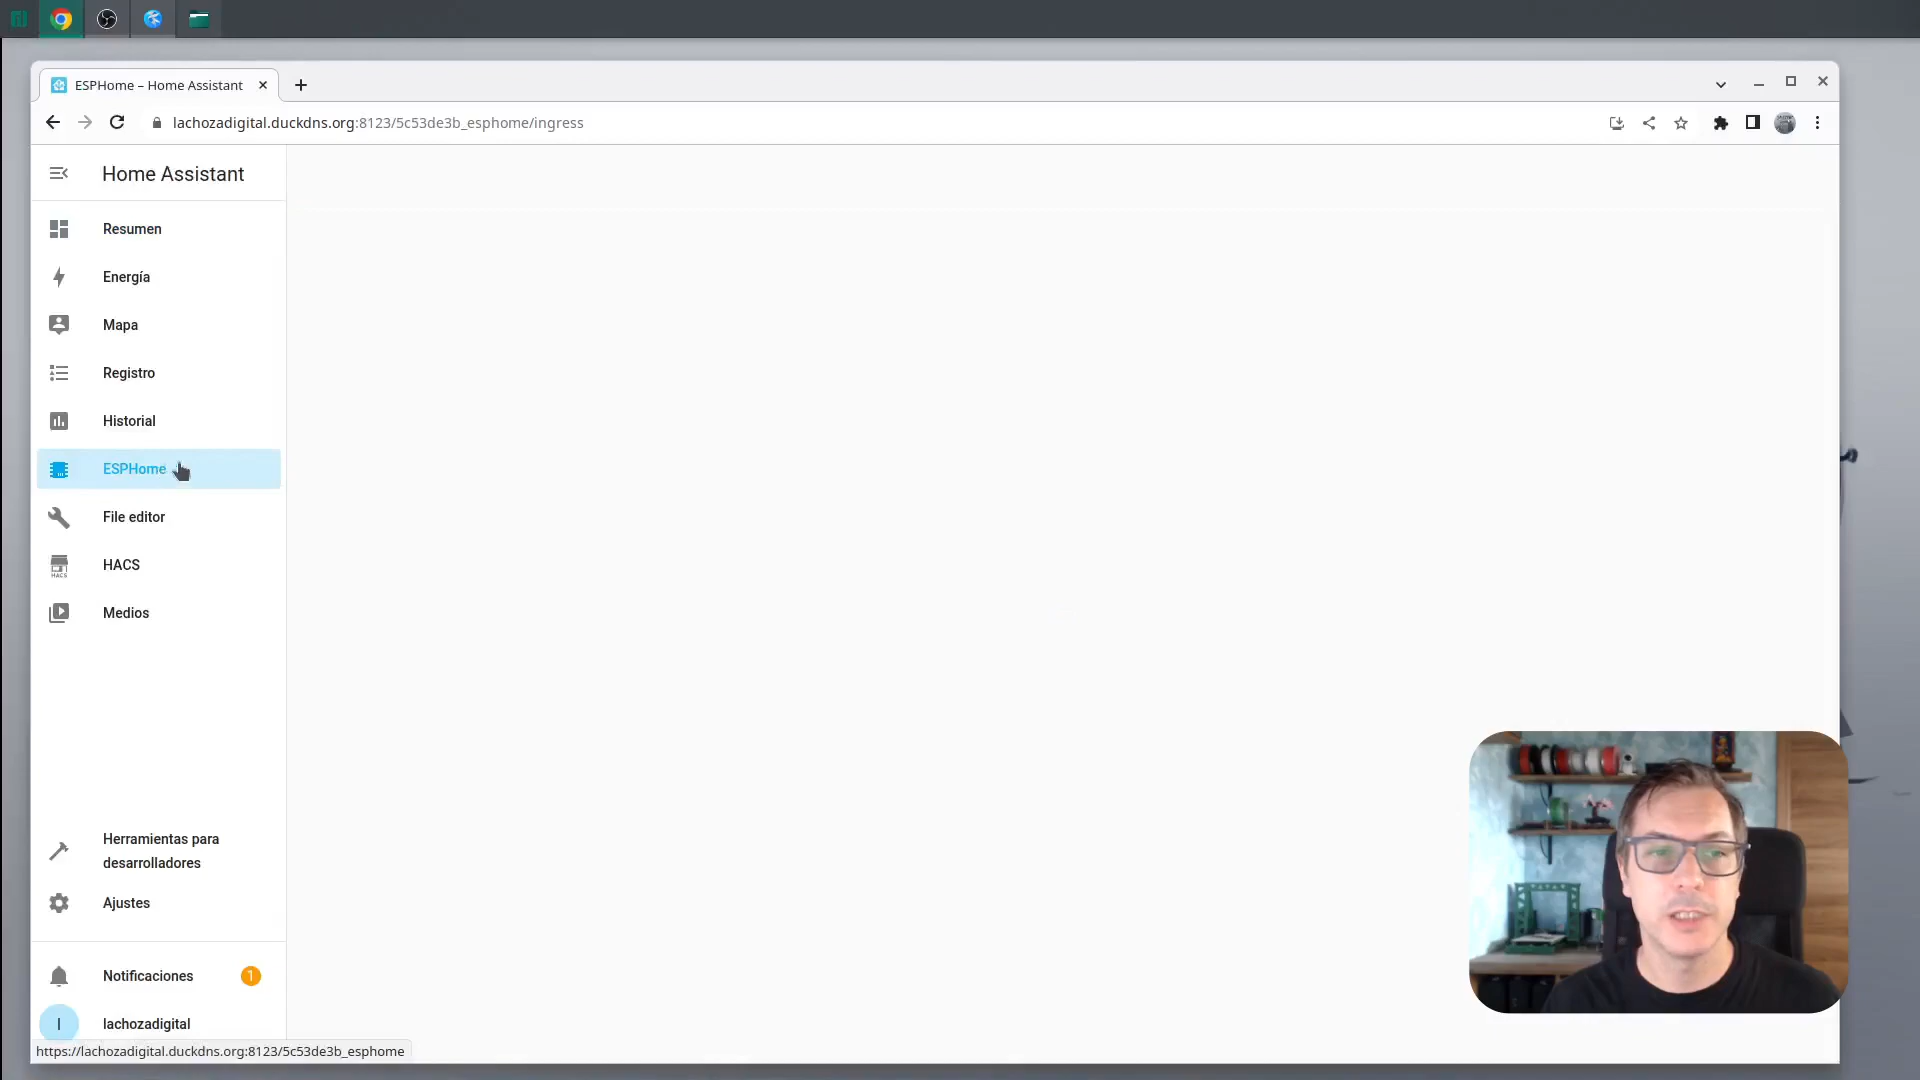 ESPHome – Home Assistant
lachozadigital.duckdns.org:8123/5c53de3b_esphome/ingress
Home Assistant
Resumen
Energía
Mapa
Registro
Historial
ESPHome
File editor
HACS
HACS
Medios
Herramientas para
desarrolladores
Ajustes
Notificaciones 1
l lachozadigital
https://lachozadigital.duckdns.org:8123/5c53de3b_esphome